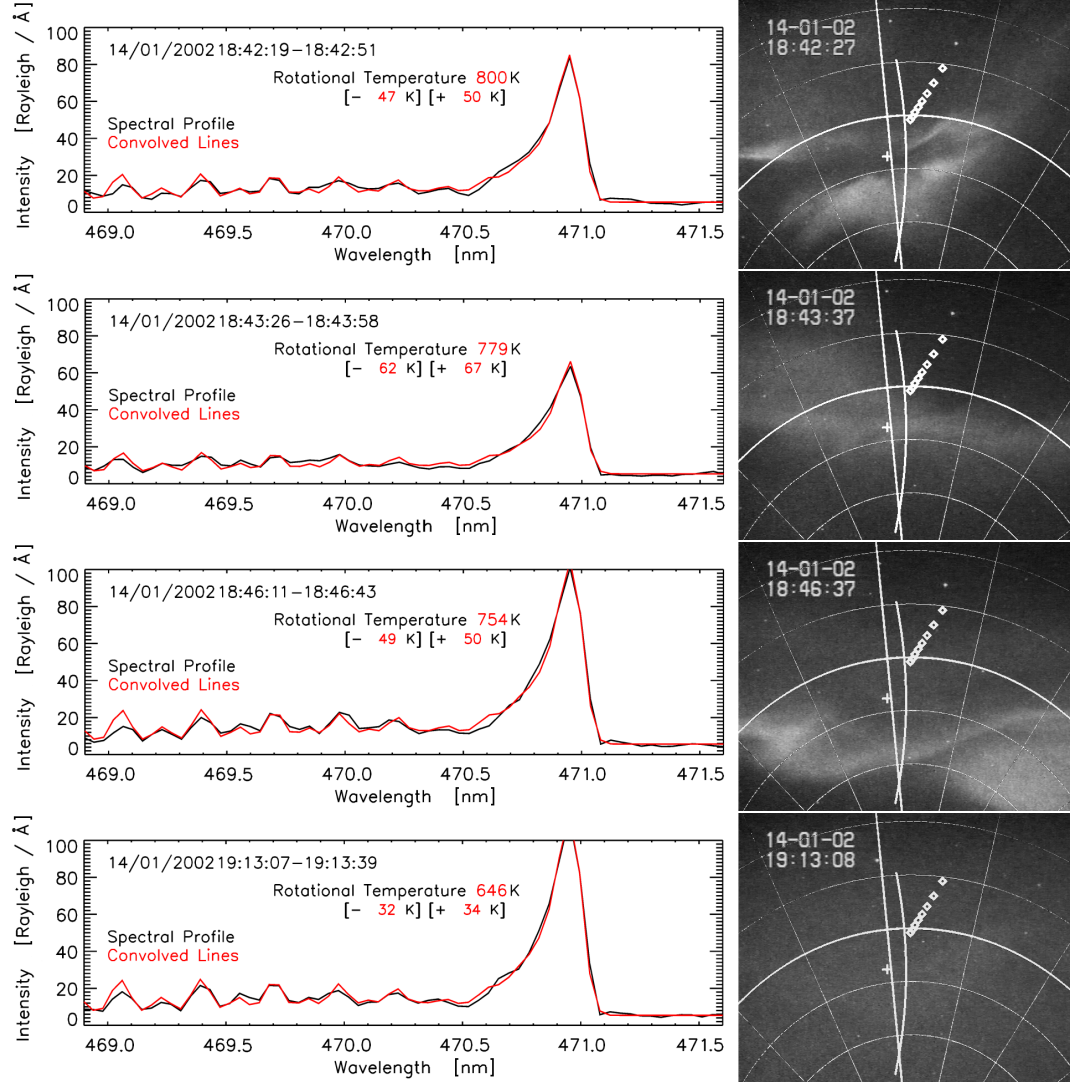 Intensity [Rayleigh / Å]
100
80
60
40
20
0
14/01/2002 18:42:19–18:42:51
Rotational Temperature 800K
[– 47 K] [+ 50 K]
Spectral Profile
Convolved Lines
469.0 469.5 470.0 470.5 471.0 471.5
Wavelength [nm]
14-01-02
18:42:27
Intensity [Rayleigh / Å]
100
80
60
40
20
0
14/01/2002 18:43:26–18:43:58
Rotational Temperature 779K
[– 62 K] [+ 67 K]
Spectral Profile
Convolved Lines
469.0 469.5 470.0 470.5 471.0 471.5
Wavelength [nm]
14-01-02
18:43:37
Intensity [Rayleigh / Å]
100
80
60
40
20
0
14/01/2002 18:46:11–18:46:43
Rotational Temperature 754K
[– 49 K] [+ 50 K]
Spectral Profile
Convolved Lines
469.0 469.5 470.0 470.5 471.0 471.5
Wavelength [nm]
14-01-02
18:46:37
Intensity [Rayleigh / Å]
100
80
60
40
20
0
14/01/2002 19:13:07–19:13:39
Rotational Temperature 646K
[– 32 K] [+ 34 K]
Spectral Profile
Convolved Lines
469.0 469.5 470.0 470.5 471.0 471.5
Wavelength [nm]
14-01-02
19:13:08